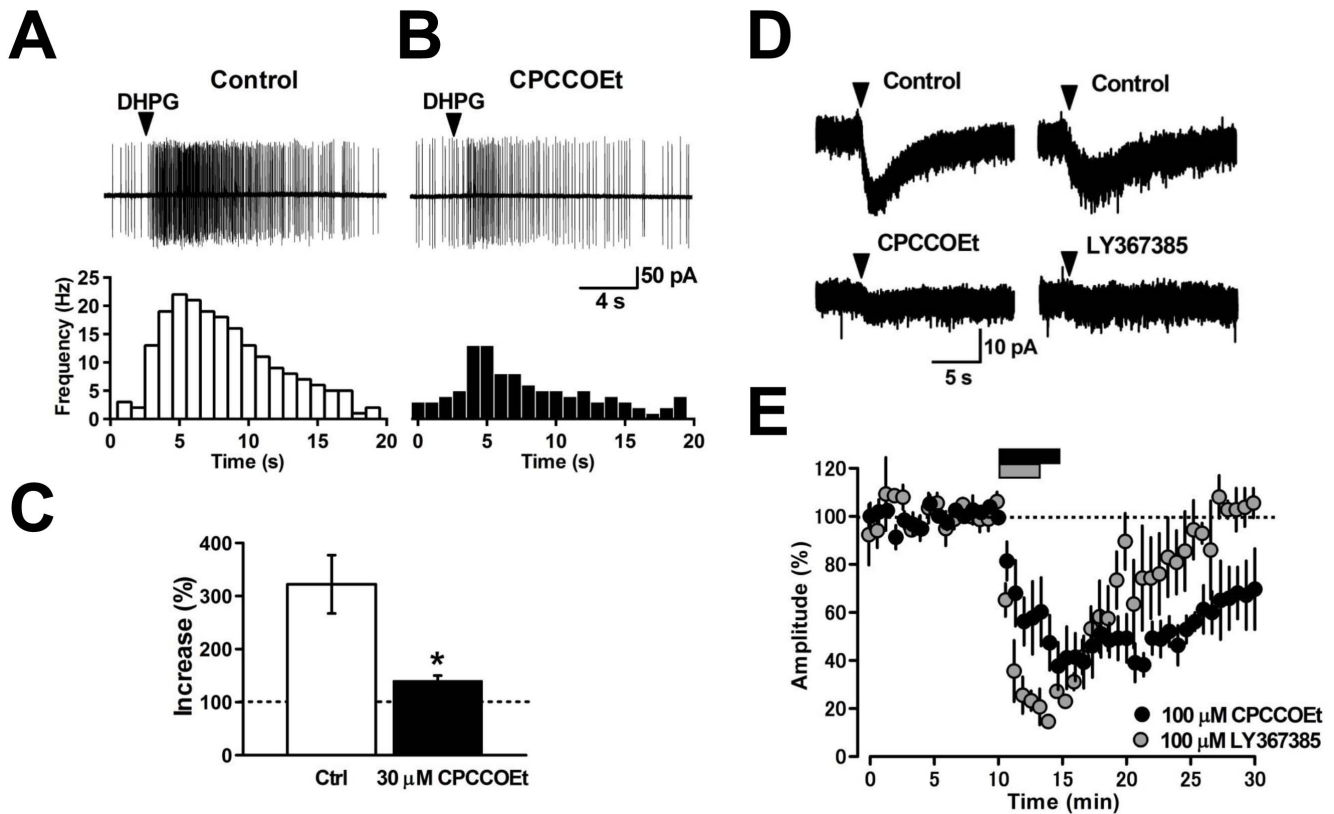 A
B
D
Control
CPCCOEt
DHPG
DHPG
50 pA
4 s
25
20
15
10
5
0
Frequency (Hz)
0 5 10 15 20
Time (s)
0 5 10 15 20
Time (s)
C
400
300
200
100
0
Increase (%)
*
Ctrl
30 μM CPCCOEt
Control
Control
CPCCOEt
LY367385
10 pA
5 s
E
120
100
80
60
40
20
0
Amplitude (%)
100 μM CPCCOEt
100 μM LY367385
0 5 10 15 20 25 30
Time (min)